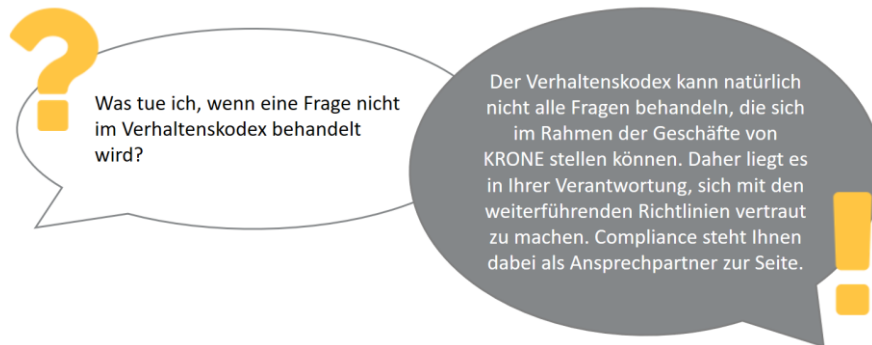 Was tue ich, wenn eine Frage nicht
im Verhaltenskodex behandelt
wird?
Der Verhaltenskodex kann natürlich
nicht alle Fragen behandeln, die sich
im Rahmen der Geschäfte von
KRONE stellen können. Daher liegt es
in Ihrer Verantwortung, sich mit den
weiterführenden Richtlinien vertraut
zu machen. Compliance steht Ihnen
dabei als Ansprechpartner zur Seite.